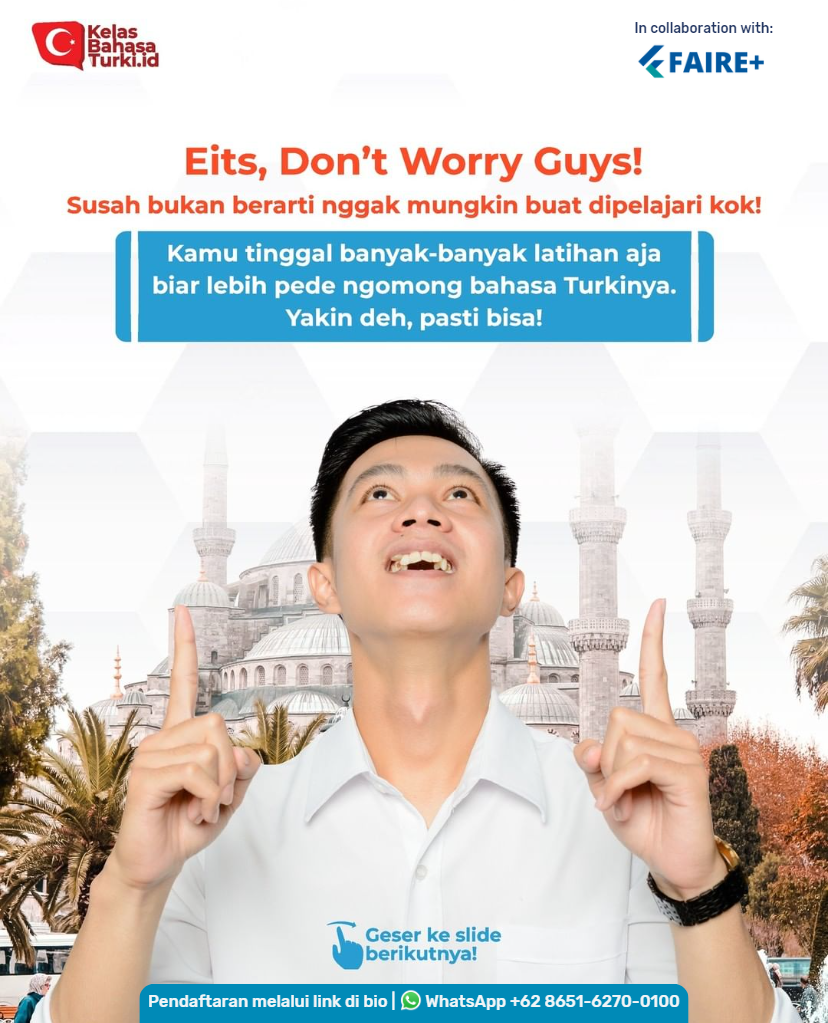 Kelas
Bahasa
Turki.id
In collaboration with:
FAIRE+
Eits, Don't Worry Guys!
Susah bukan berarti nggak mungkin buat dipelajari kok!
Kamu tinggal banyak-banyak latihan aja
biar lebih pede ngomong bahasa Turkinya.
Yakin deh, pasti bisa!
Geser ke slide
berikutnya!
Pendaftaran melalui link di bio | WhatsApp +62 8651-6270-0100